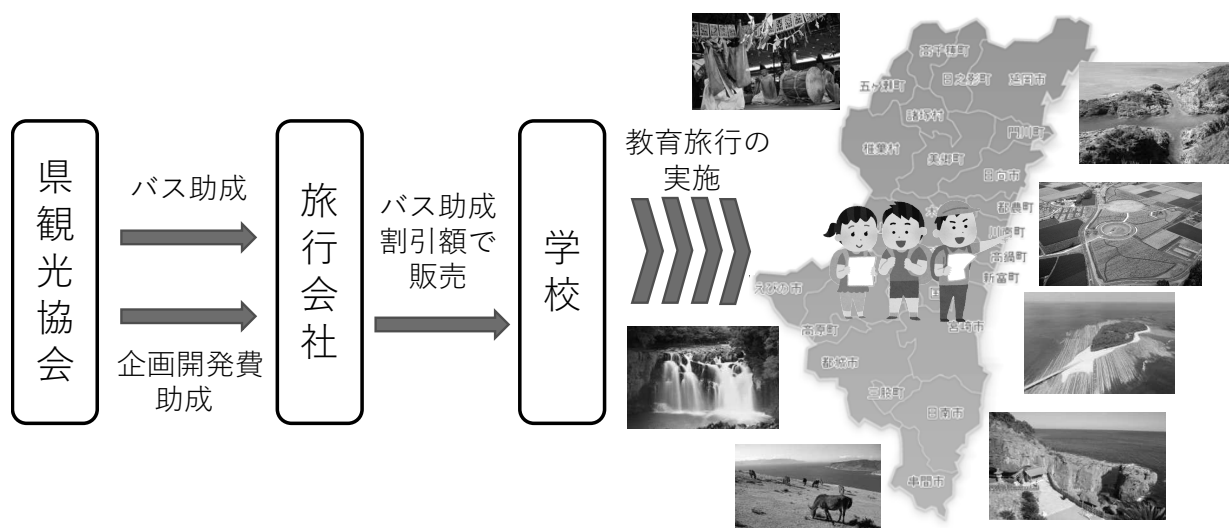 県観光協会
バス助成
企画開発費
助成
旅行会社
バス助成
割引額で
販売
学校
教育旅行の
実施
高千穂町
日之影町
延岡市
五ヶ瀬町
諸塚村
門川町
椎葉村
美郷町
日向市
木
都農町
川南町
高鍋町
新富町
えびの市
国
宮崎市
高原町
都城市
三股町
日南市
串間市